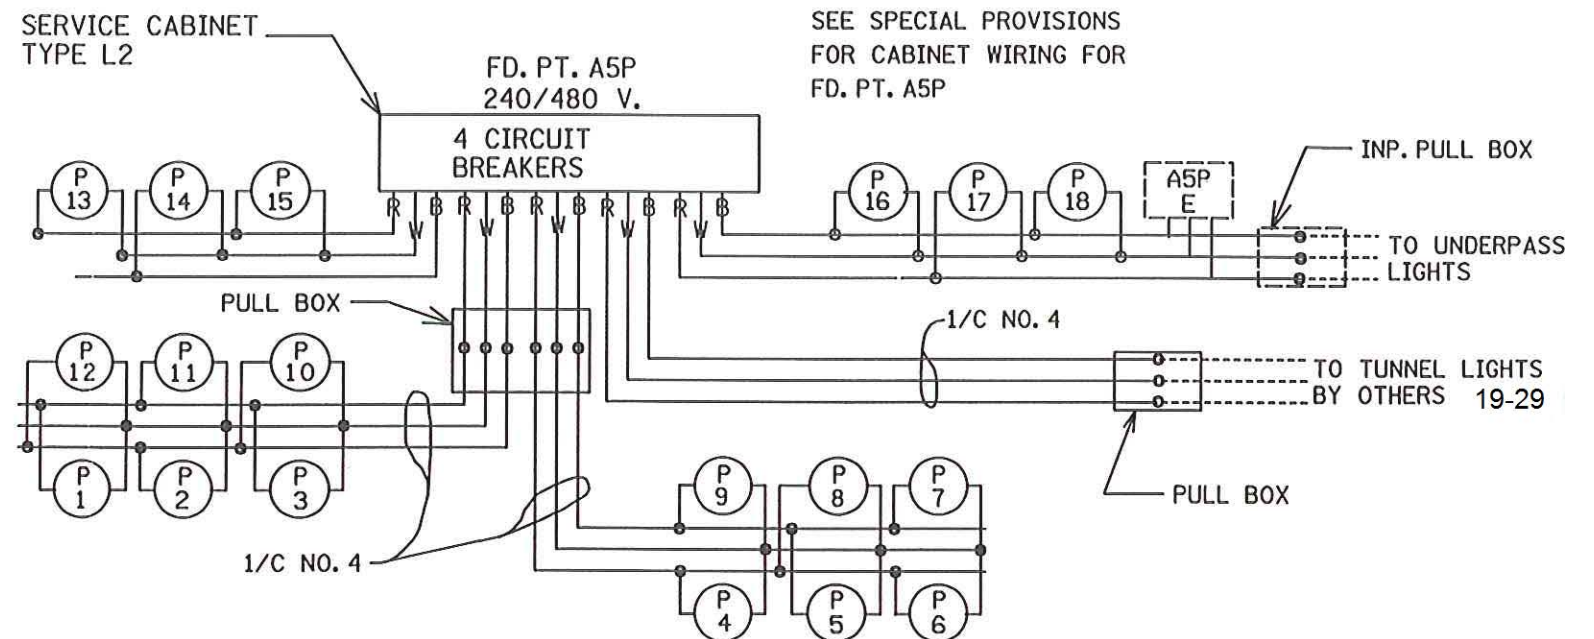 SERVICE CABINET
TYPE L2
FD. PT. A5P
240/480 V.
SEE SPECIAL PROVISIONS
FOR CABINET WIRING FOR
FD. PT. A5P
4 CIRCUIT
BREAKERS
INP. PULL BOX
P
13
P
14
P
15
P
16
P
17
P
18
A5P
E
R W B R W B R W B R W B R W B
TO UNDERPASS
LIGHTS
PULL BOX
1/C NO. 4
P
12
P
11
P
10
TO TUNNEL LIGHTS
BY OTHERS 19-29
P
1
P
2
P
3
P
9
P
8
P
7
PULL BOX
1/C NO. 4
P
4
P
5
P
6